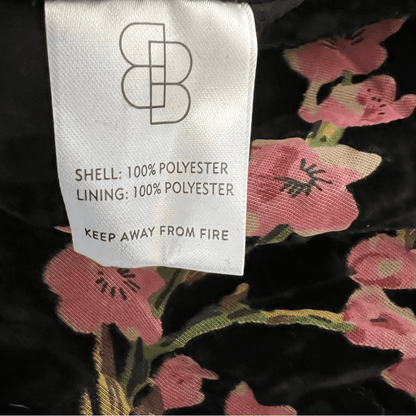 SHELL: 100% POLYESTER
LINING: 100% POLYESTER
KEEP AWAY FROM FIRE